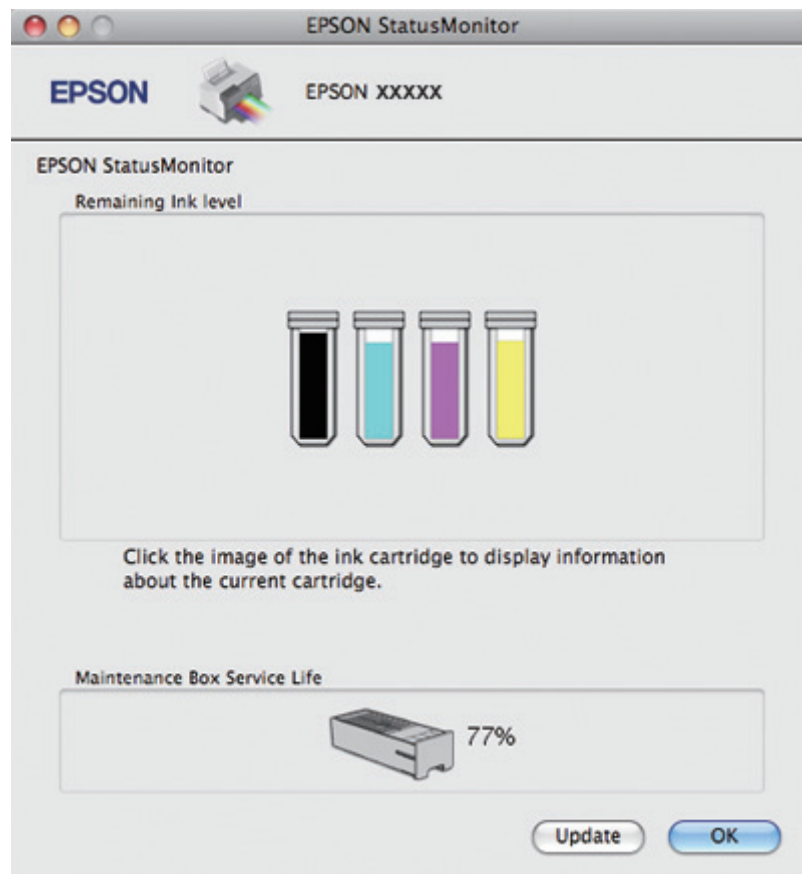 EPSON StatusMonitor
EPSON EPSON XXXXX
EPSON StatusMonitor
Remaining Ink level
Click the image of the ink cartridge to display information
about the current cartridge.
Maintenance Box Service Life
77%
Update OK